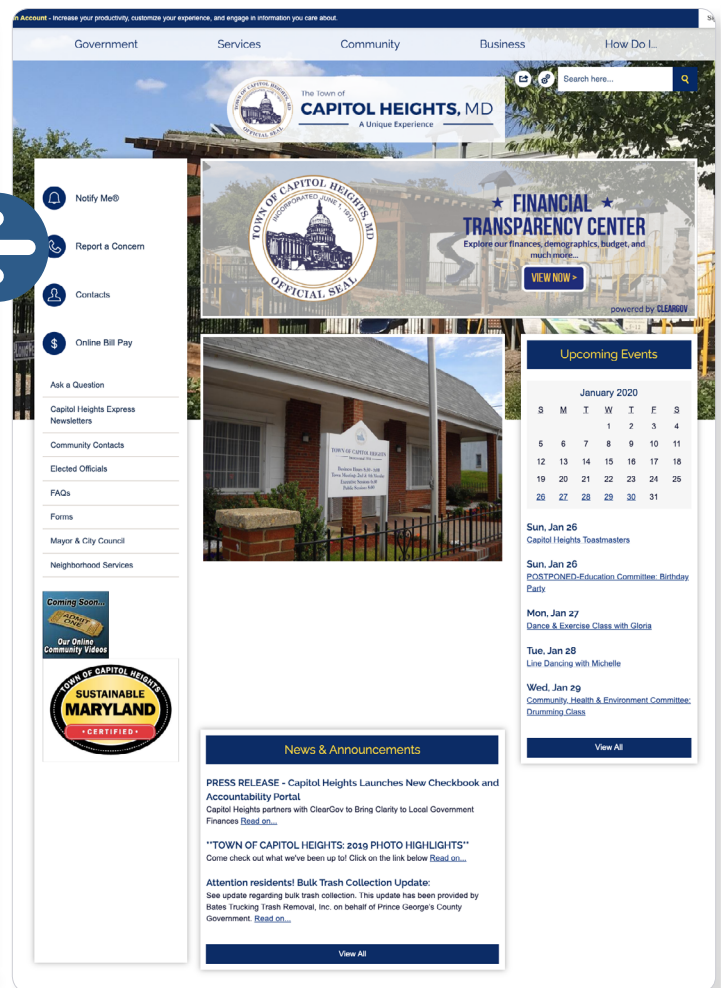 n Account - Increase your productivity, customize your experience, and engage in information you care about.
Government Services Community Business How Do I...
Search here...
TOWN OF CAPITOL HEIGHTS, MD
OFFICIAL SEAL
The Town of
CAPITOL HEIGHTS, MD
A Unique Experience
Notify Me®
Report a Concern
Contacts
$ Online Bill Pay
Ask a Question
Capitol Heights Express
Newsletters
Community Contacts
Elected Officials
FAQs
Forms
Mayor & City Council
Neighborhood Services
Coming Soon...
ADMIT
ONE
Our Online
Community Videos
TOWN OF CAPITOL HEIGHTS
SUSTAINABLE
MARYLAND
• CERTIFIED •
TOWN OF CAPITOL HEIGHTS, MD
INCORPORATED JUNE 1, 1910
OFFICIAL SEAL
★ FINANCIAL ★
TRANSPARENCY CENTER
Explore our finances, demographics, budget, and
much more...
VIEW NOW >
powered by CLEARGOV
TOWN OF CAPITOL HEIGHTS
News & Announcements
PRESS RELEASE - Capitol Heights Launches New Checkbook and
Accountability Portal
Capitol Heights partners with ClearGov to Bring Clarity to Local Government
Finances Read on...
**TOWN OF CAPITOL HEIGHTS: 2019 PHOTO HIGHLIGHTS**
Come check out what we've been up to! Click on the link below Read on...
Attention residents! Bulk Trash Collection Update:
See update regarding bulk trash collection. This update has been provided by
Bates Trucking Trash Removal, Inc. on behalf of Prince George's County
Government. Read on...
View All
Upcoming Events
January 2020
S M T W T F S
1 2 3 4
5 6 7 8 9 10 11
12 13 14 15 16 17 18
19 20 21 22 23 24 25
26 27 28 29 30 31
Sun, Jan 26
Capitol Heights Toastmasters
Sun, Jan 26
POSTPONED-Education Committee: Birthday
Party
Mon, Jan 27
Dance & Exercise Class with Gloria
Tue, Jan 28
Line Dancing with Michelle
Wed, Jan 29
Community, Health & Environment Committee:
Drumming Class
View All